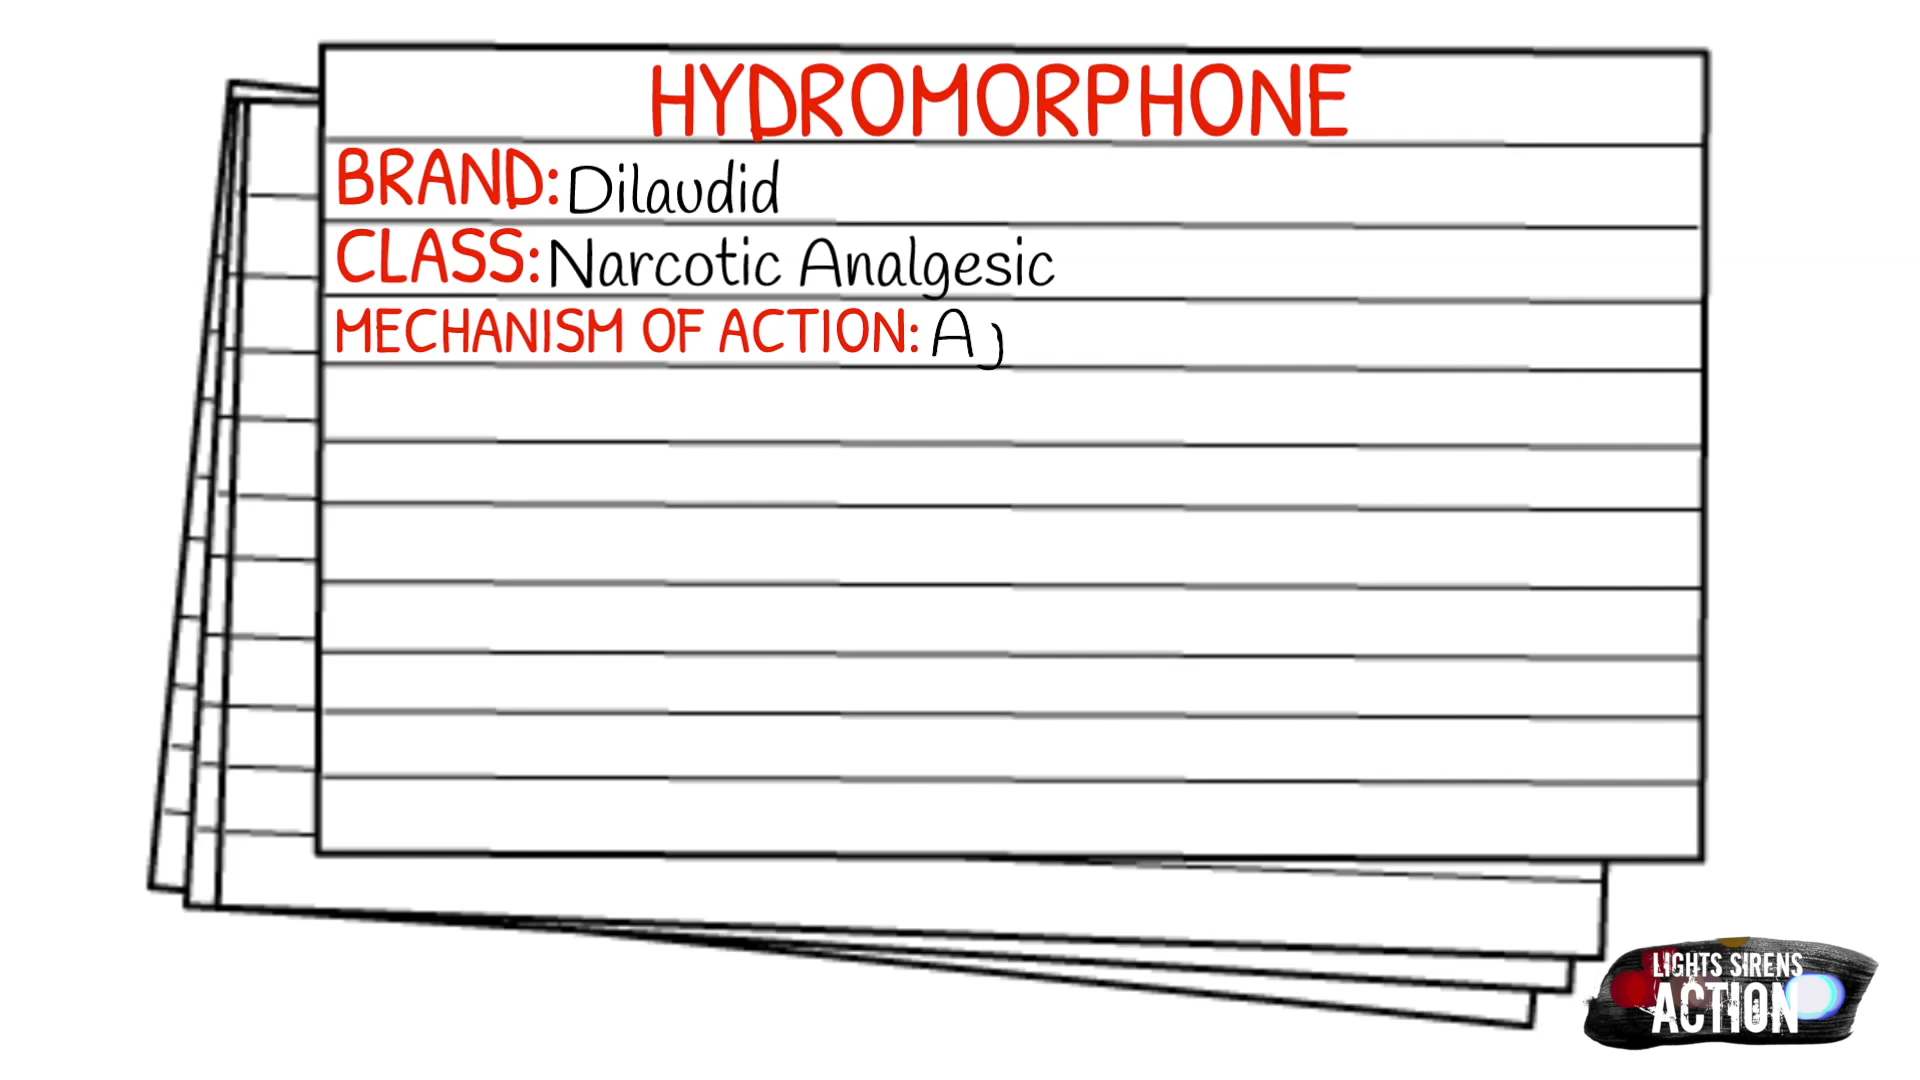 HYDROMORPHONE
BRAND: Dilaudid
CLASS: Narcotic Analgesic
MECHANISM OF ACTION: A
LIGHTS SIRENS
ACTION